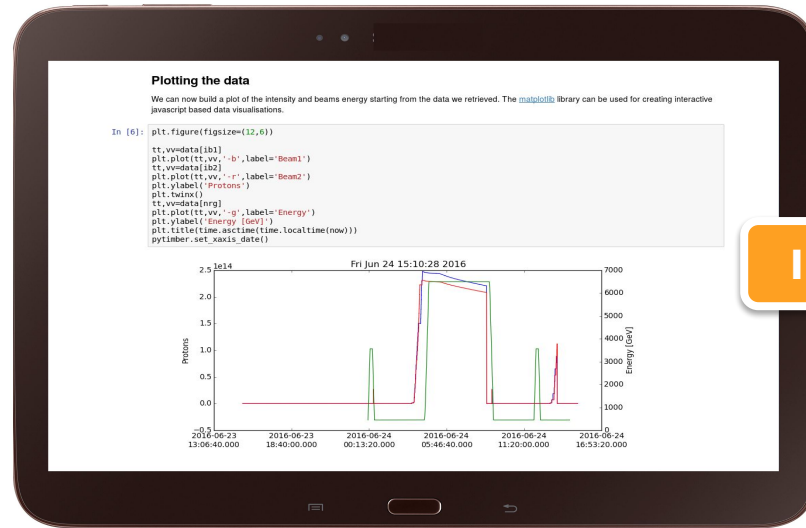 Plotting the data
We can now build a plot of the intensity and beams energy starting from the data we retrieved. The matplotlib library can be used for creating interactive
javascript based data visualisations.
In [6]: plt.figure(figsize=(12,6))
tt,vv=data[ib1]
plt.plot(tt,vv,'-b',label='Beam1')
tt,vv=data[ib2]
plt.plot(tt,vv,'-r',label='Beam2')
plt.ylabel('Protons')
plt.twinx()
tt,vv=data[nrg]
plt.plot(tt,vv,'-g',label='Energy')
plt.ylabel('Energy [GeV]')
plt.title(time.asctime(time.localtime(now)))
pytimber.set_xaxis_date()
1e14
Fri Jun 24 15:10:28 2016
2.5
2.0
1.5
1.0
0.5
0.0
−0.5
Protons
7000
6000
5000
4000
3000
2000
1000
0
Energy [GeV]
2016-06-23 2016-06-23 2016-06-24 2016-06-24 2016-06-24 2016-06-24
13:06:40.000 18:40:00.000 00:13:20.000 05:46:40.000 11:20:00.000 16:53:20.000
I